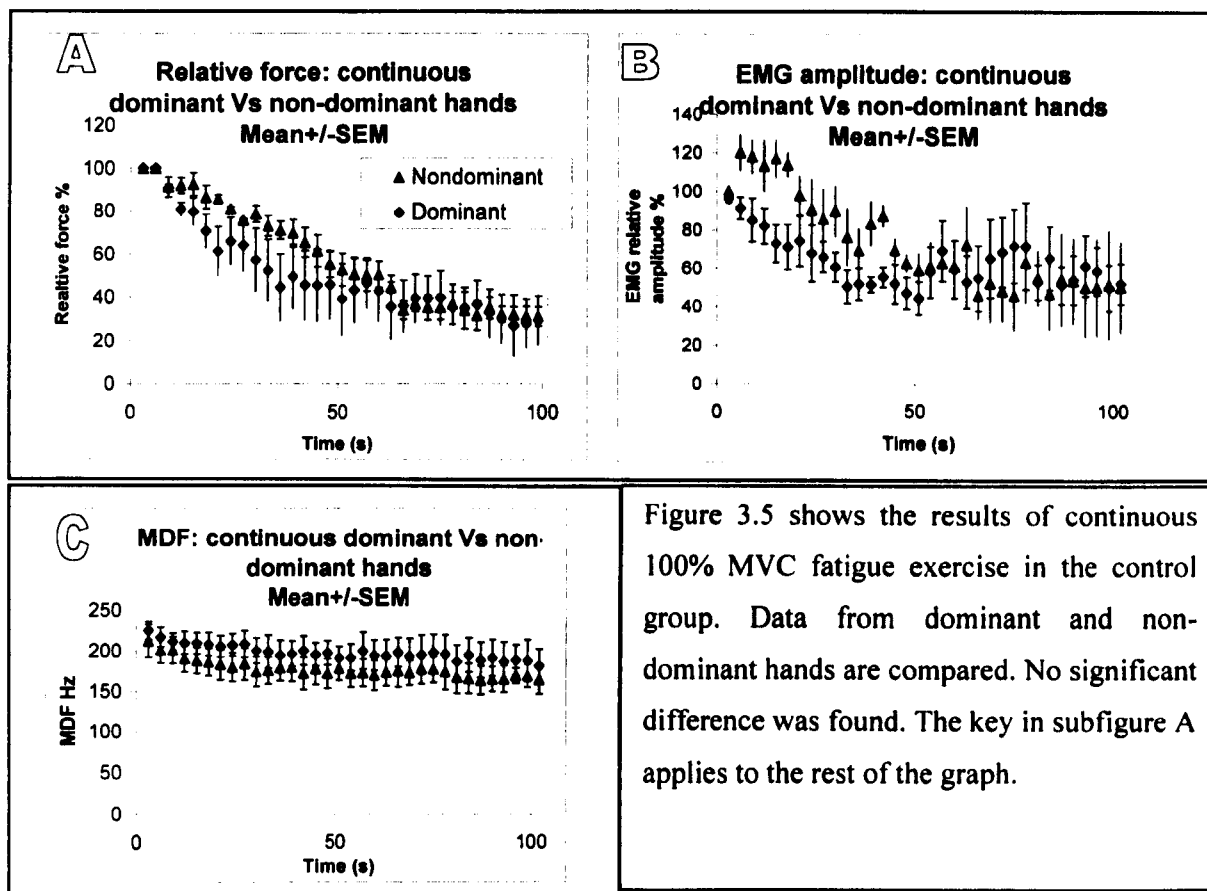 A
Relative force: continuous
dominant Vs non-dominant hands
Mean+/-SEM
120
100
80
60
40
20
0
Realtive force %
Nondominant
Dominant
0
50
100
Time (s)
B
EMG amplitude: continuous
dominant Vs non-dominant hands
Mean+/-SEM
140
120
100
80
60
40
20
0
EMG relative
amplitude %
0
50
100
Time (s)
C
MDF: continuous dominant Vs non-
dominant hands
Mean+/-SEM
250
200
150
100
50
0
MDF Hz
0
50
100
Time (s)
Figure 3.5 shows the results of continuous
100% MVC fatigue exercise in the control
group. Data from dominant and non-
dominant hands are compared. No significant
difference was found. The key in subfigure A
applies to the rest of the graph.